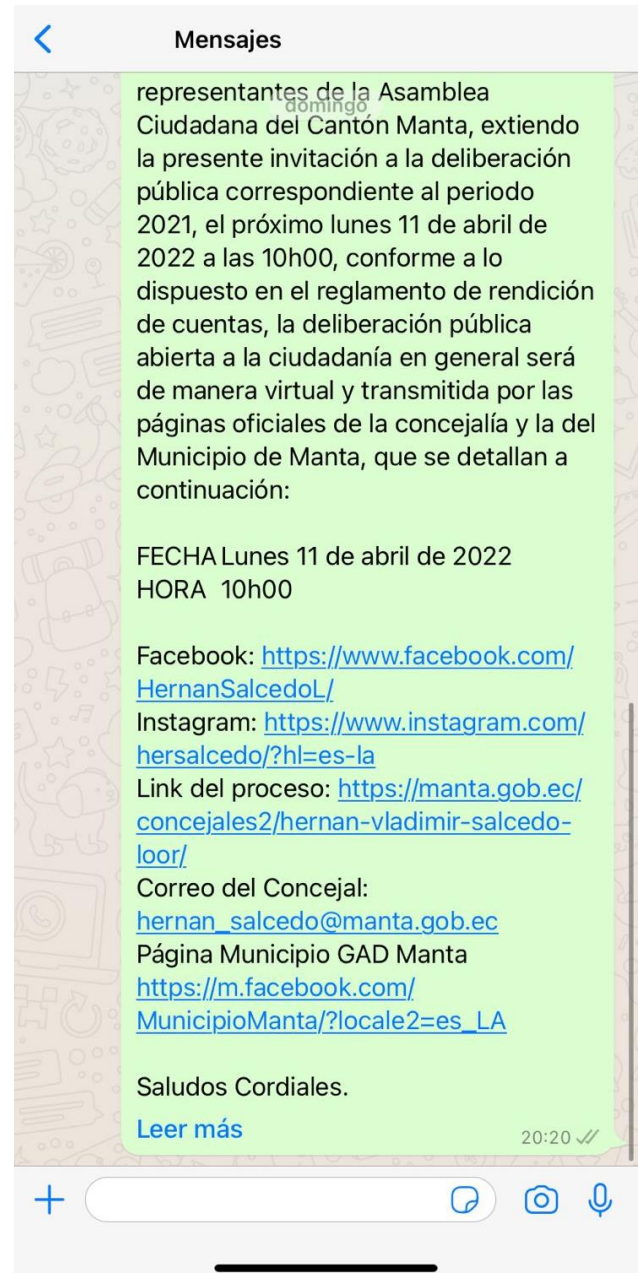 Mensajes
domingo
representantes de la Asamblea
Ciudadana del Cantón Manta, extiendo
la presente invitación a la deliberación
pública correspondiente al periodo
2021, el próximo lunes 11 de abril de
2022 a las 10h00, conforme a lo
dispuesto en el reglamento de rendición
de cuentas, la deliberación pública
abierta a la ciudadanía en general será
de manera virtual y transmitida por las
páginas oficiales de la concejalía y la del
Municipio de Manta, que se detallan a
continuación:
FECHA Lunes 11 de abril de 2022
HORA 10h00
Facebook: https://www.facebook.com/
HernanSalcedoL/
Instagram: https://www.instagram.com/
hersalcedo/?hl=es-la
Link del proceso: https://manta.gob.ec/
concejales2/hernan-vladimir-salcedo-
loor/
Correo del Concejal:
hernan_salcedo@manta.gob.ec
Página Municipio GAD Manta
https://m.facebook.com/
MunicipioManta/?locale2=es_LA
Saludos Cordiales.
Leer más
20:20